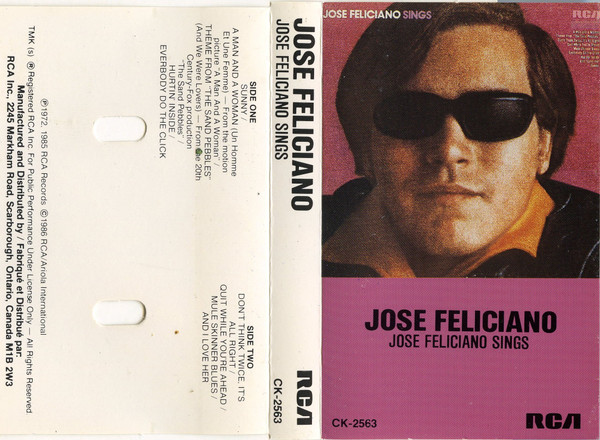 SIDE ONE
SUNNY /
A MAN AND A WOMAN (Un Homme
Et Une Femme) — From the motion
picture "A Man And A Woman" /
THEME FROM "THE SAND PEBBLES"
(And We Were Lovers) — From the 20th
Century-Fox production
"The Sand Pebbles" /
HURTIN' INSIDE /
EVERYBODY DO THE CLICK
SIDE TWO
DON'T THINK TWICE, IT'S
ALL RIGHT /
QUIT WHILE YOU'RE AHEAD /
MULE SKINNER BLUES /
AND I LOVE HER
℗1972, 1985 RCA Records ©1986 RCA/Ariola International
TMK (s) ® Registered RCA Inc. For Public Performance Under License Only — All Rights Reserved
Manufactured and Distributed by / Fabriqué et Distribué par:
RCA Inc., 2245 Markham Road, Scarborough, Ontario, Canada M1B 2W3
JOSE FELICIANO
JOSE FELICIANO SINGS
CK-2563
RCA
JOSE FELICIANO SINGS
RCA
JOSE FELICIANO
JOSE FELICIANO SINGS
CK-2563
RCA